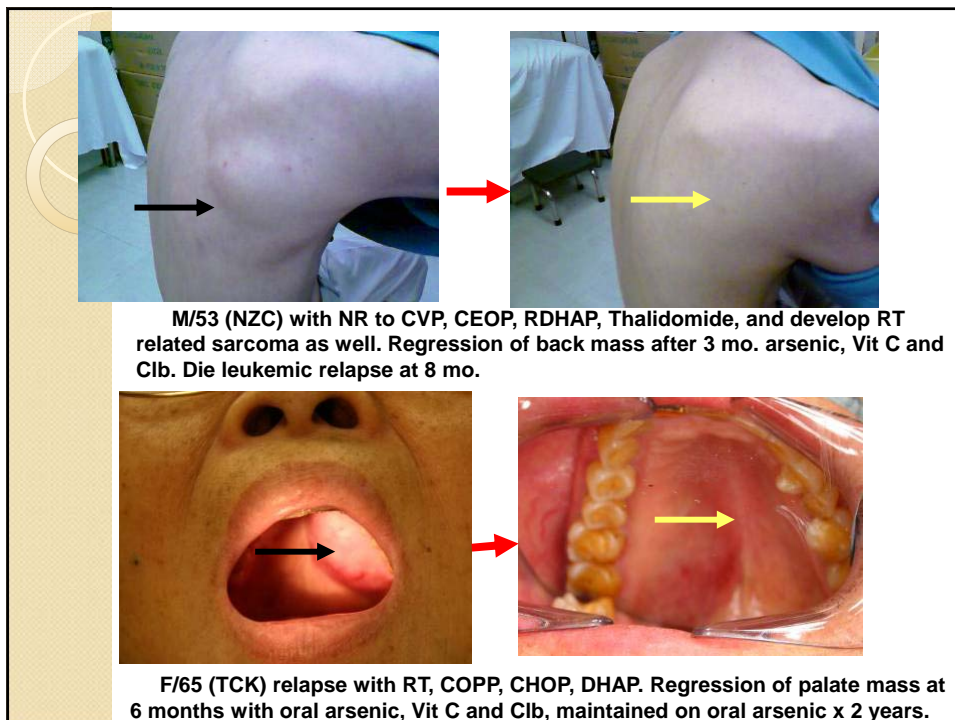 M/53 (NZC) with NR to CVP, CEOP, RDHAP, Thalidomide, and develop RT
related sarcoma as well. Regression of back mass after 3 mo. arsenic, Vit C and
Clb. Die leukemic relapse at 8 mo.
F/65 (TCK) relapse with RT, COPP, CHOP, DHAP. Regression of palate mass at
6 months with oral arsenic, Vit C and Clb, maintained on oral arsenic x 2 years.